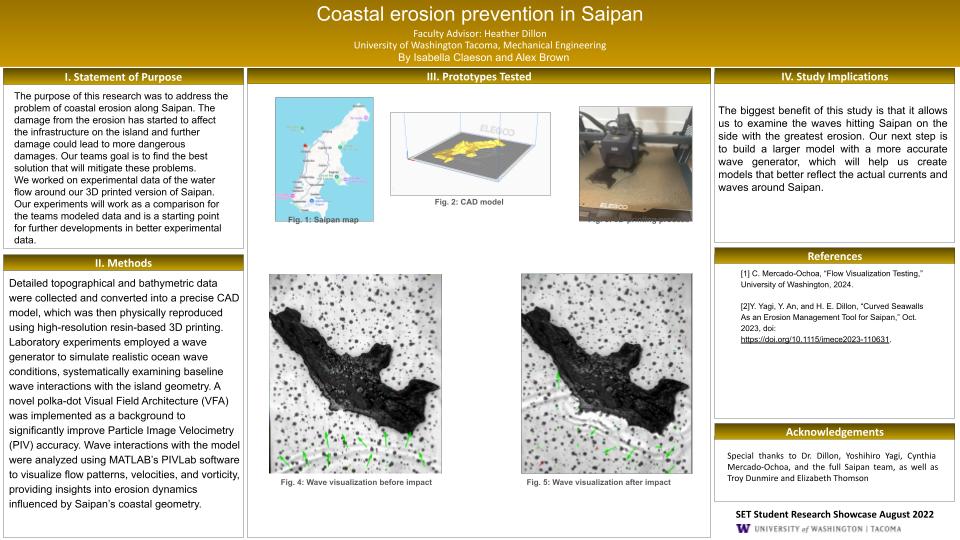 Coastal erosion prevention in Saipan
Faculty Advisor: Heather Dillon
University of Washington Tacoma, Mechanical Engineering
By Isabella Claeson and Alex Brown
I. Statement of Purpose
The purpose of this research was to address the
problem of coastal erosion along Saipan. The
damage from the erosion has started to affect
the infrastructure on the island and further
damage could lead to more dangerous
damages. Our teams goal is to find the best
solution that will mitigate these problems.
We worked on experimental data of the water
flow around our 3D printed version of Saipan.
Our experiments will work as a comparison for
the teams modeled data and is a starting point
for further developments in better experimental
data.
II. Methods
Detailed topographical and bathymetric data
were collected and converted into a precise CAD
model, which was then physically reproduced
using high-resolution resin-based 3D printing.
Laboratory experiments employed a wave
generator to simulate realistic ocean wave
conditions, systematically examining baseline
wave interactions with the island geometry. A
novel polka-dot Visual Field Architecture (VFA)
was implemented as a background to
significantly improve Particle Image Velocimetry
(PIV) accuracy. Wave interactions with the model
were analyzed using MATLAB's PIVLab software
to visualize flow patterns, velocities, and vorticity,
providing insights into erosion dynamics
influenced by Saipan's coastal geometry.
III. Prototypes Tested
ELEGOO
ELEGOO
Fig. 1: Saipan map
Fig. 2: CAD model
Fig. 4: Wave visualization before impact
Fig. 5: Wave visualization after impact
IV. Study Implications
The biggest benefit of this study is that it allows
us to examine the waves hitting Saipan on the
side with the greatest erosion. Our next step is
to build a larger model with a more accurate
wave generator, which will help us create
models that better reflect the actual currents and
waves around Saipan.
References
[1] C. Mercado-Ochoa, “Flow Visualization Testing,”
University of Washington, 2024.
[2]Y. Yagi, Y. An, and H. E. Dillon, “Curved Seawalls
As an Erosion Management Tool for Saipan,” Oct.
2023, doi:
https://doi.org/10.1115/imece2023-110631.
Acknowledgements
Special thanks to Dr. Dillon, Yoshihiro Yagi, Cynthia
Mercado-Ochoa, and the full Saipan team, as well as
Troy Dunmire and Elizabeth Thomson
SET Student Research Showcase August 2022
W UNIVERSITY of WASHINGTON | TACOMA